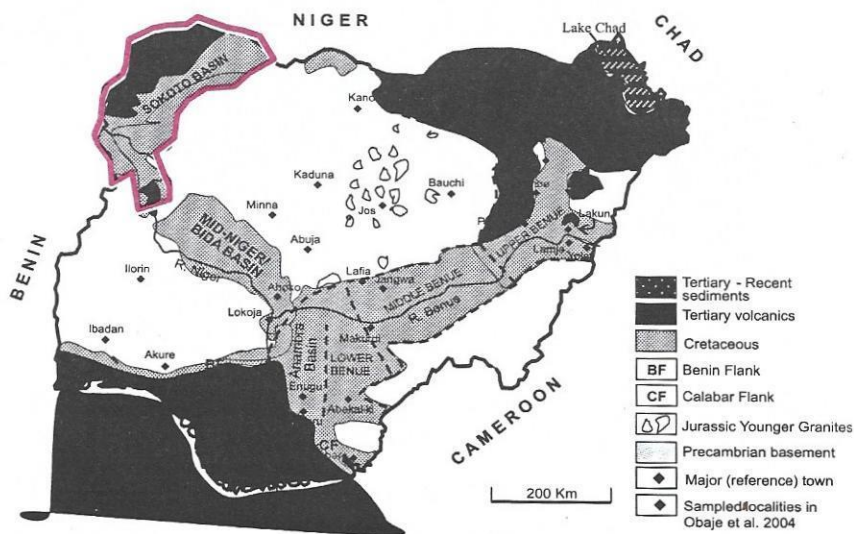 NIGER
CHAD
Lake Chad
SOKOTO BASIN
Kano
Kaduna
Bauchi
Minna
Jos
Lakun
MID-NIGER/
BIDA BASIN
Abuja
UPPER BENUE
Lamja
BENIN
Ilorin
R. Niger
Ahoko
Lafia
Jangwa
MIDDLE BENUE
R. Benue
Lokoja
Makurdi
Ibadan
Akure
Anambra
Basin
LOWER
BENUE
Enugu
Abakaliki
CF
CAMEROON
200 Km
Tertiary - Recent
sediments
Tertiary volcanics
Cretaceous
BF Benin Flank
CF Calabar Flank
Jurassic Younger Granites
Precambrian basement
Major (reference) town
Sampled localities in
Obaje et al. 2004